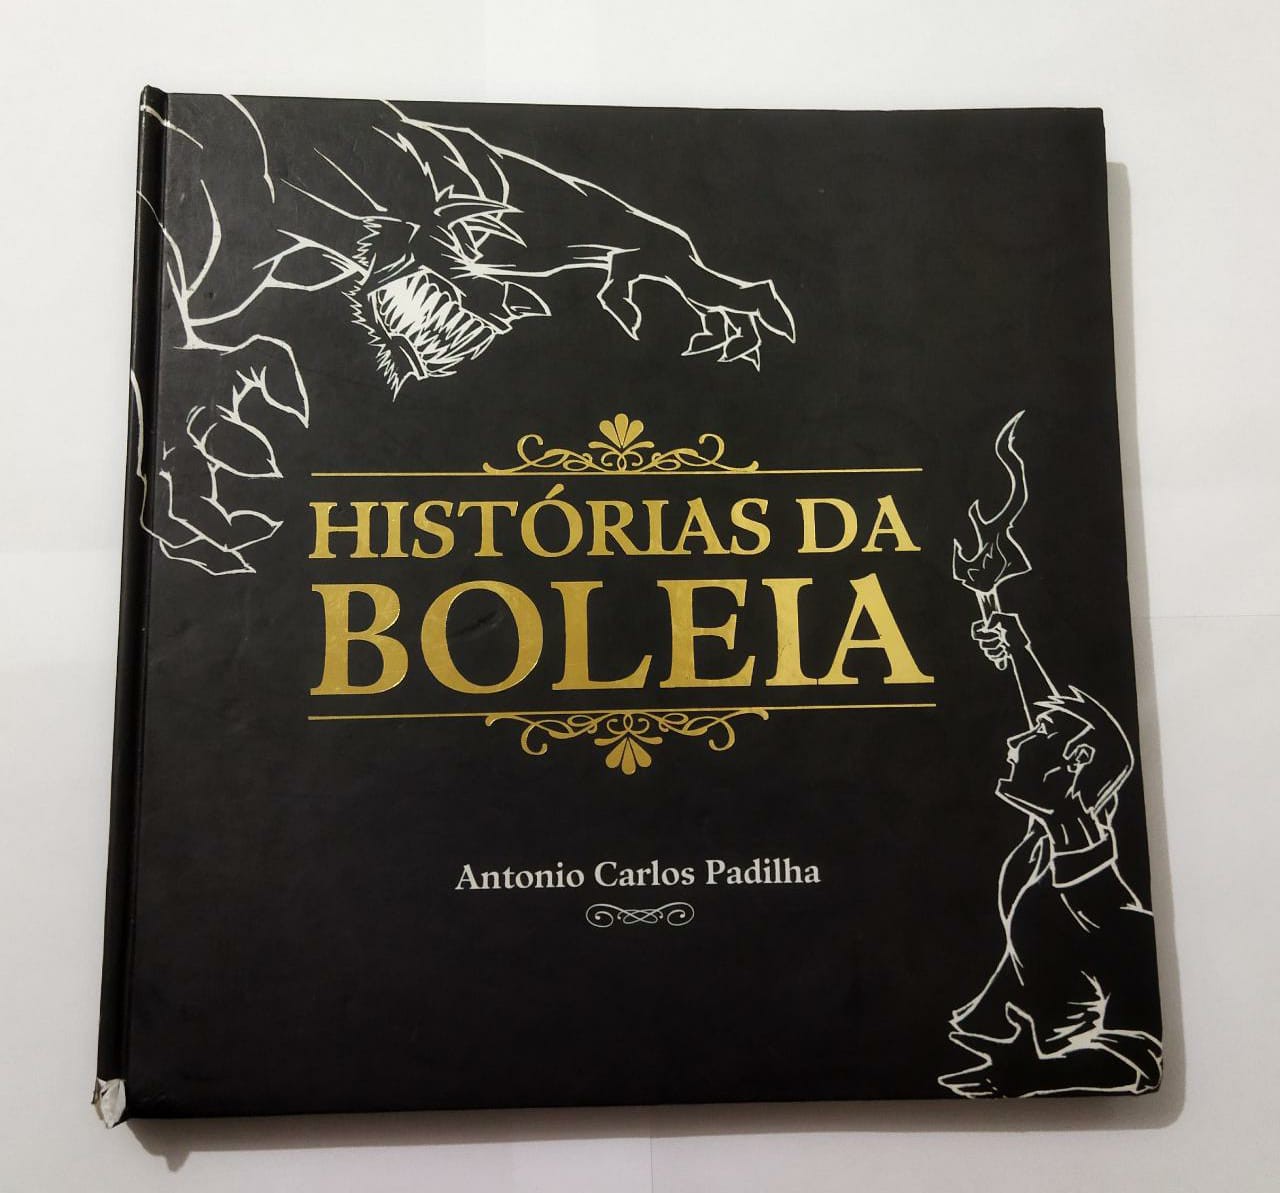 HISTÓRIAS DA
BOLEIA
Antonio Carlos Padilha